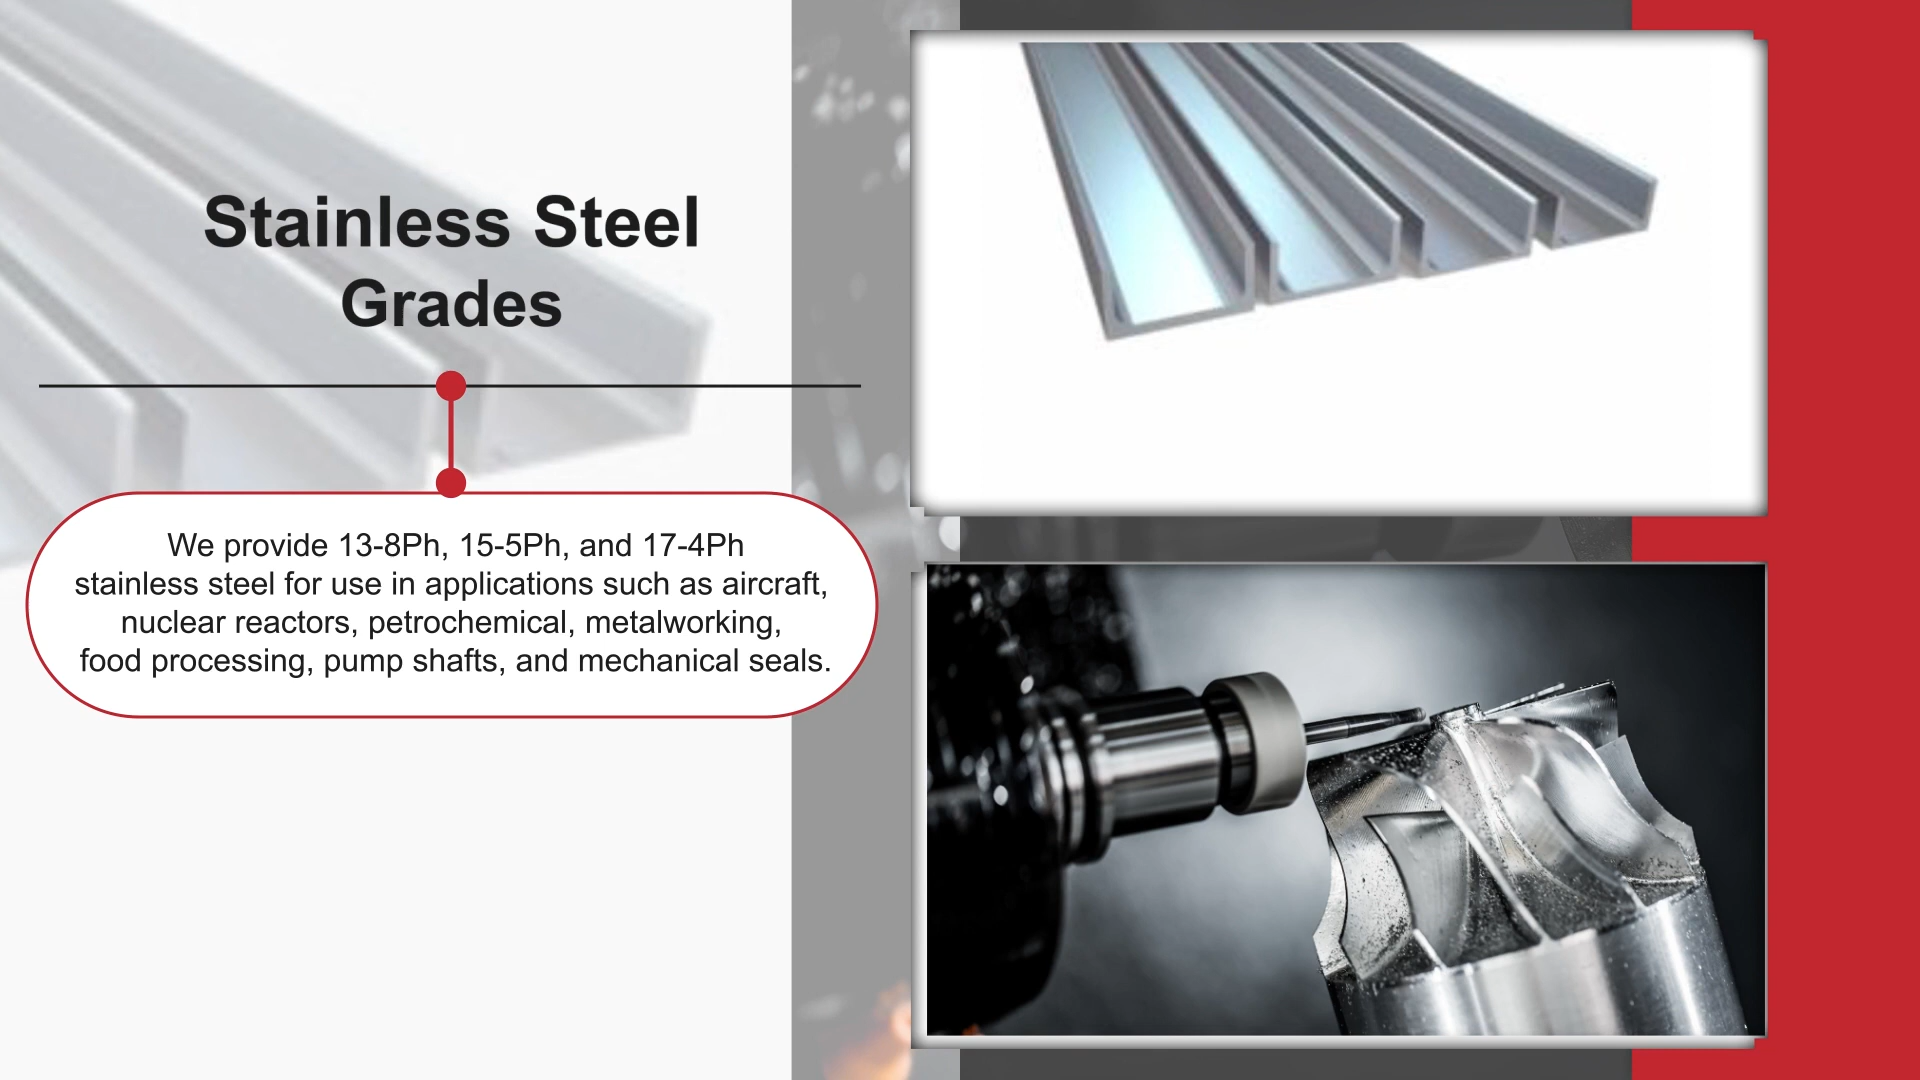 Stainless Steel
Grades
We provide 13-8Ph, 15-5Ph, and 17-4Ph
stainless steel for use in applications such as aircraft,
nuclear reactors, petrochemical, metalworking,
food processing, pump shafts, and mechanical seals.